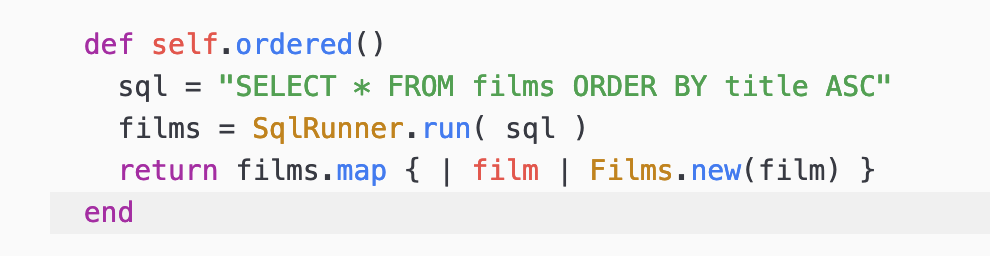 def self.ordered()
  sql = "SELECT * FROM films ORDER BY title ASC"
  films = SqlRunner.run( sql )
  return films.map { | film | Films.new(film) }
end